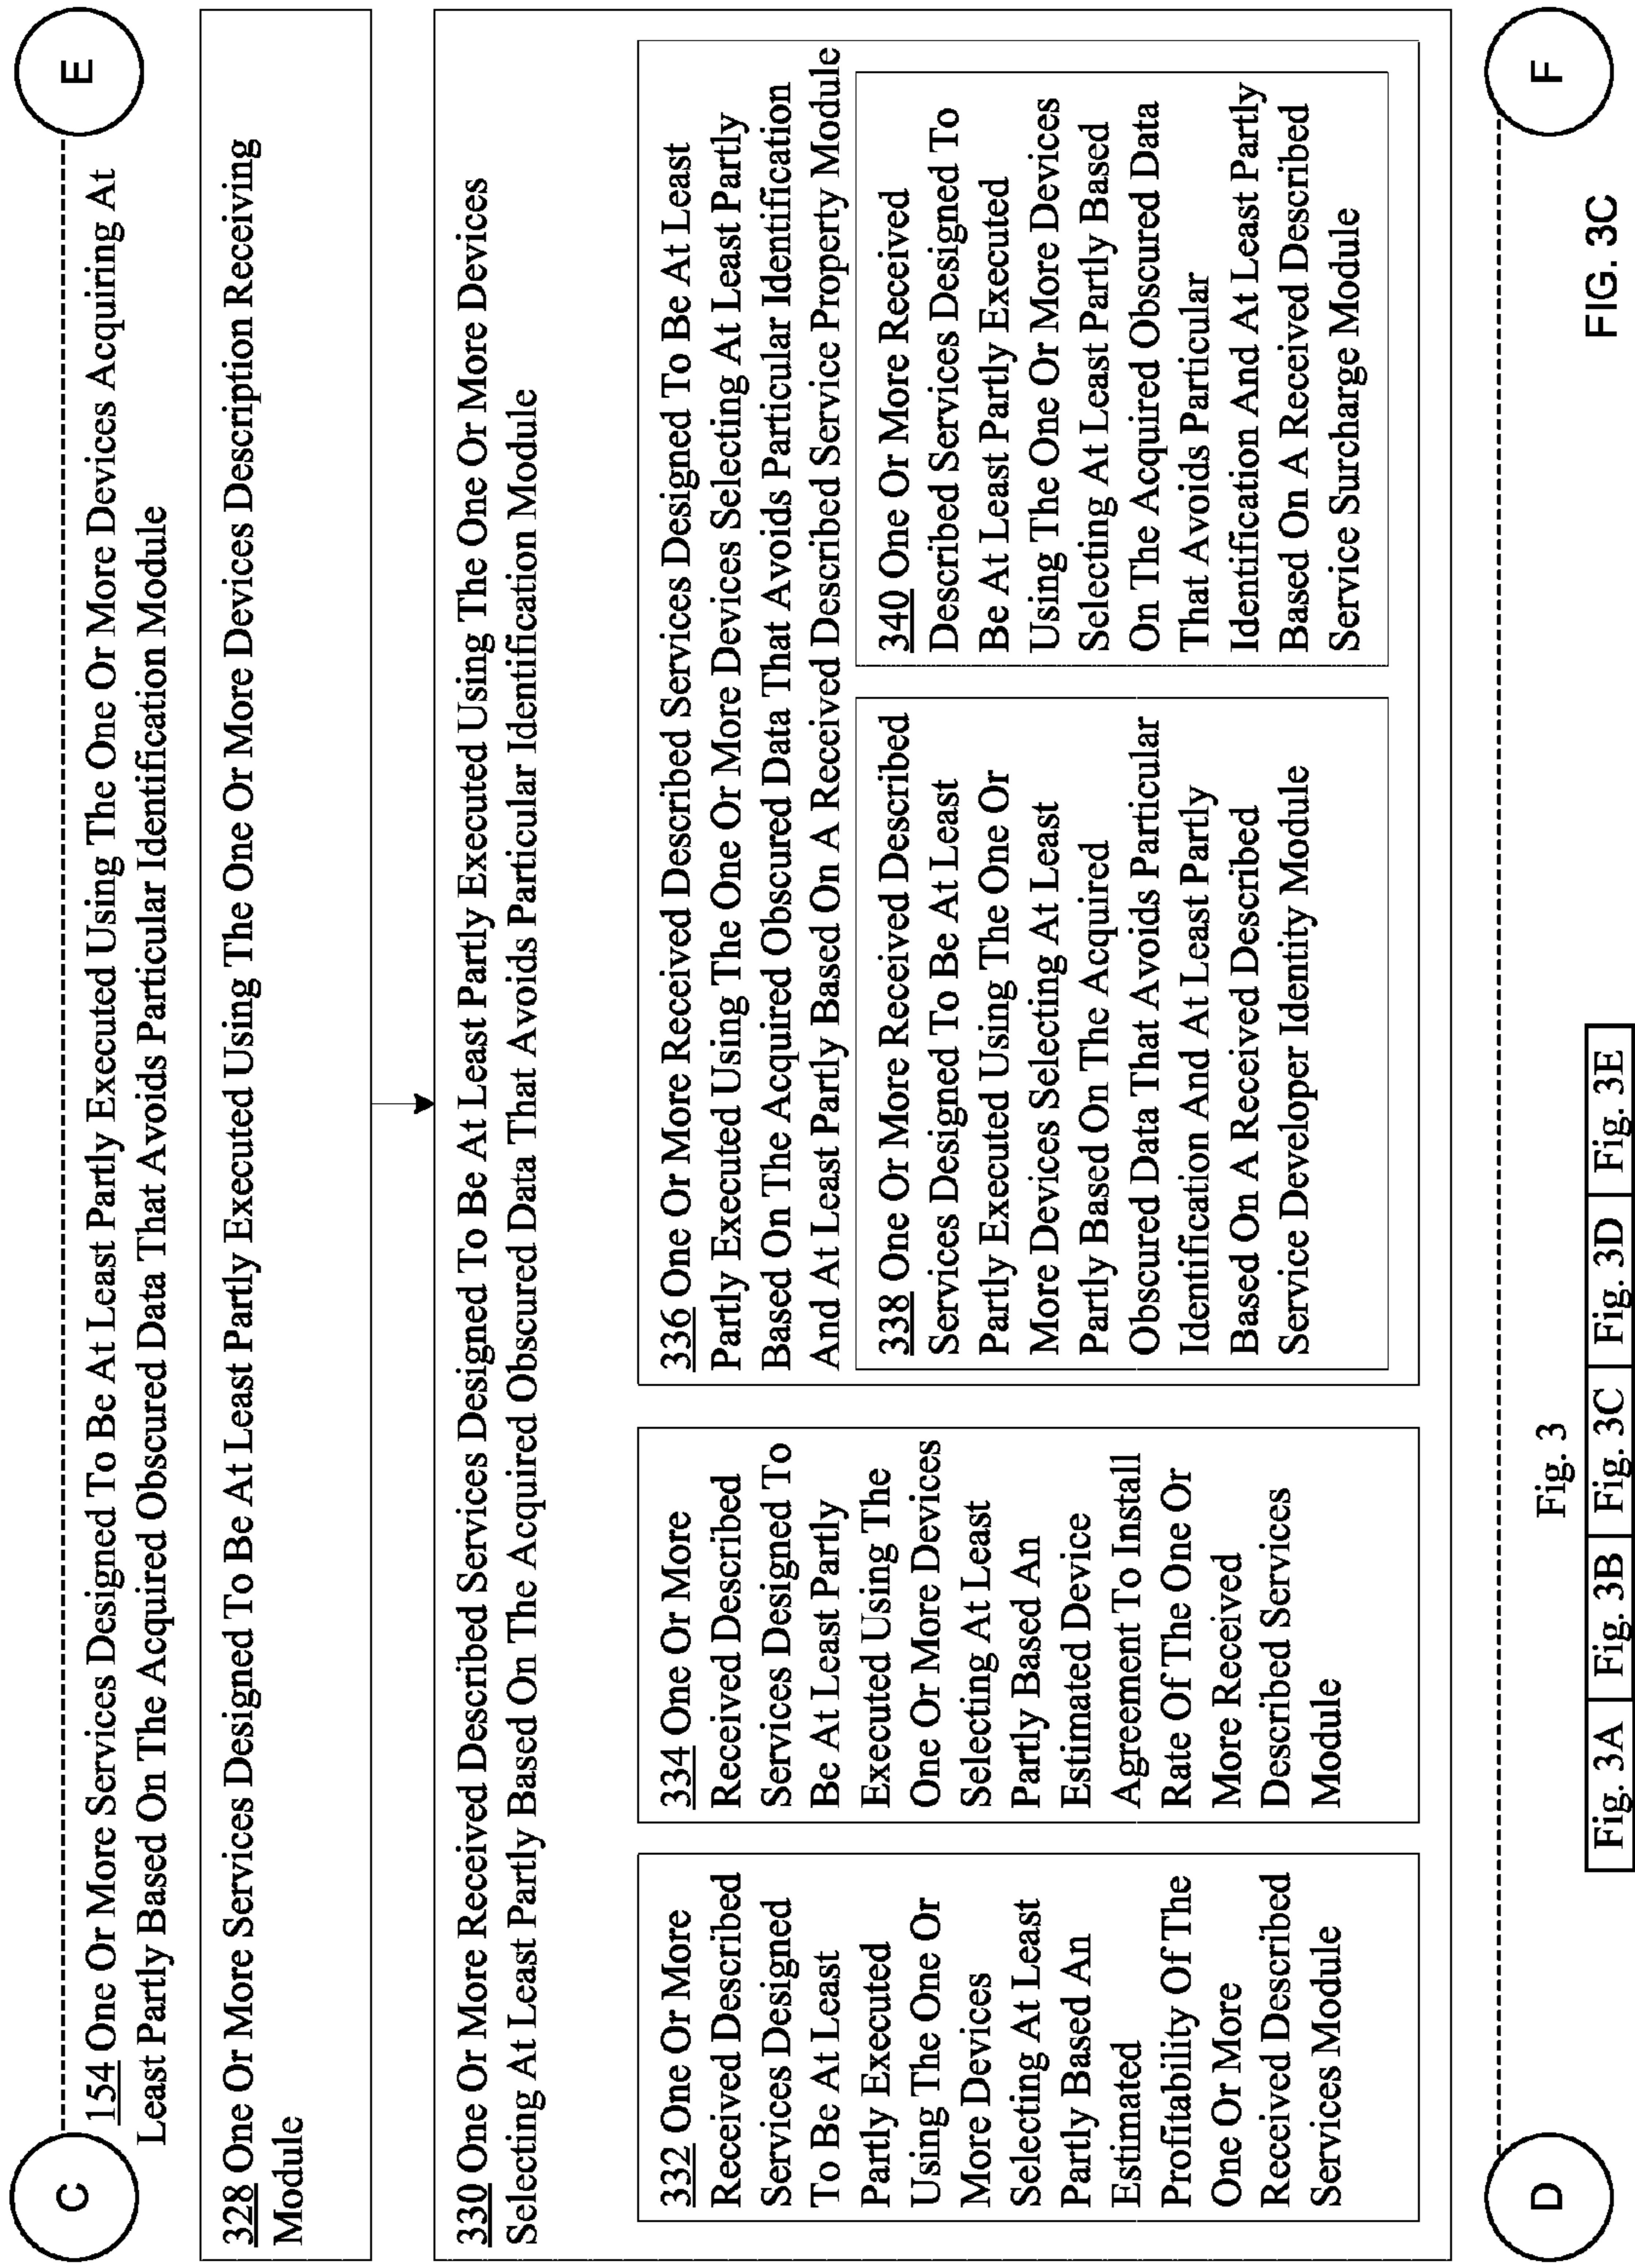 C
E
154 One Or More Services Designed To Be At Least Partly Executed Using The One Or More Devices Acquiring At
Least Partly Based On The Acquired Obscured Data That Avoids Particular Identification Module
328 One Or More Services Designed To Be At Least Partly Executed Using The One Or More Devices Description Receiving
Module
330 One Or More Received Described Services Designed To Be At Least Partly Executed Using The One Or More Devices
Selecting At Least Partly Based On The Acquired Obscured Data That Avoids Particular Identification Module
332 One Or More
Received Described
Services Designed
To Be At Least
Partly Executed
Using The One Or
More Devices
Selecting At Least
Partly Based An
Estimated
Profitability Of The
One Or More
Received Described
Services Module
334 One Or More
Received Described
Services Designed To
Be At Least Partly
Executed Using The
One Or More Devices
Selecting At Least
Partly Based An
Estimated Device
Agreement To Install
Rate Of The One Or
More Received
Described Services
Module
336 One Or More Received Described Services Designed To Be At Least
Partly Executed Using The One Or More Devices Selecting At Least Partly
Based On The Acquired Obscured Data That Avoids Particular Identification
And At Least Partly Based On A Received Described Service Property Module
338 One Or More Received Described
Services Designed To Be At Least
Partly Executed Using The One Or
More Devices Selecting At Least
Partly Based On The Acquired
Obscured Data That Avoids Particular
Identification And At Least Partly
Based On A Received Described
Service Developer Identity Module
340 One Or More Received
Described Services Designed To
Be At Least Partly Executed
Using The One Or More Devices
Selecting At Least Partly Based
On The Acquired Obscured Data
That Avoids Particular
Identification And At Least Partly
Based On A Received Described
Service Surcharge Module
D
F
Fig. 3
Fig. 3A Fig. 3B Fig. 3C Fig. 3D Fig. 3E
FIG. 3C